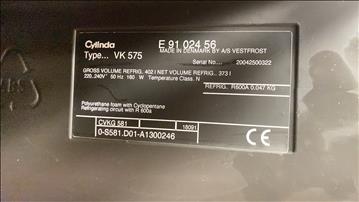 Cylinda E 91 024 56
MADE IN DENMARK BY A/S VESTFROST
Type... VK 575 Serial No... 20042500322
GROSS VOLUME REFRIG. 402 l NET VOLUME REFRIG. 373 l
220..240V 50 Hz 160 W Temperature Class. N
REFRIG.. R600A 0.047 KG
Polyurethane foam with Cyclopentane
Refrigerating circuit with R 600a
CVKG 581 18091
0-S581.D01-A1300246 CE